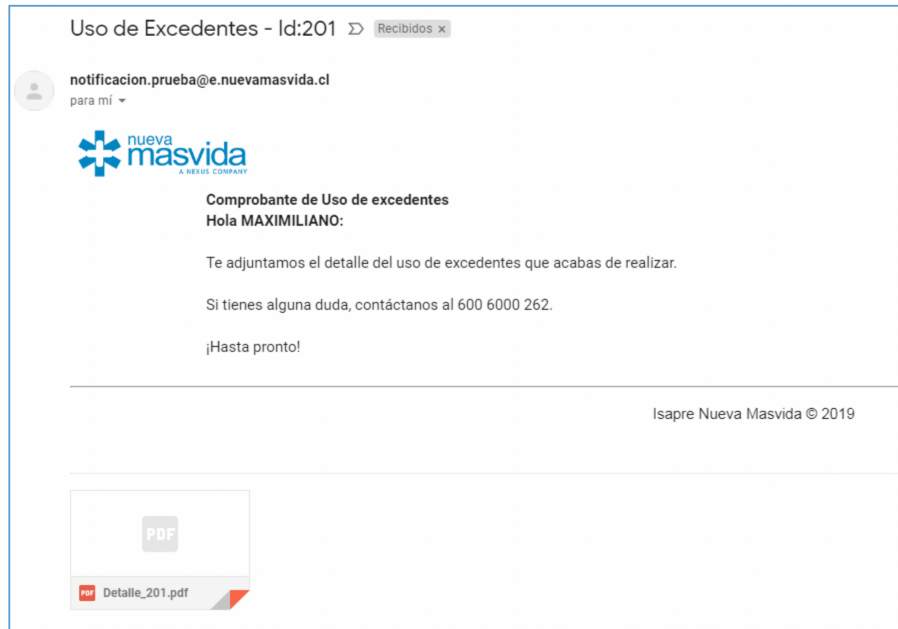 Uso de Excedentes - Id:201 Recibidos x
notificacion.prueba@e.nuevamasvida.cl
para mí
nueva
masvida
A NEXUS COMPANY
Comprobante de Uso de excedentes
Hola MAXIMILIANO:
Te adjuntamos el detalle del uso de excedentes que acabas de realizar.
Si tienes alguna duda, contáctanos al 600 6000 262.
¡Hasta pronto!
Isapre Nueva Masvida © 2019
PDF
PDF Detalle_201.pdf